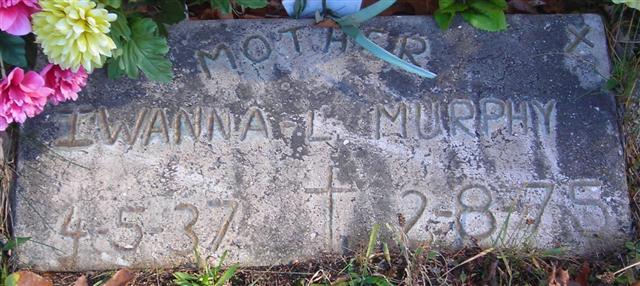 MOTHER X
IWANNA L MURPHY
4-5-37 2-8-75